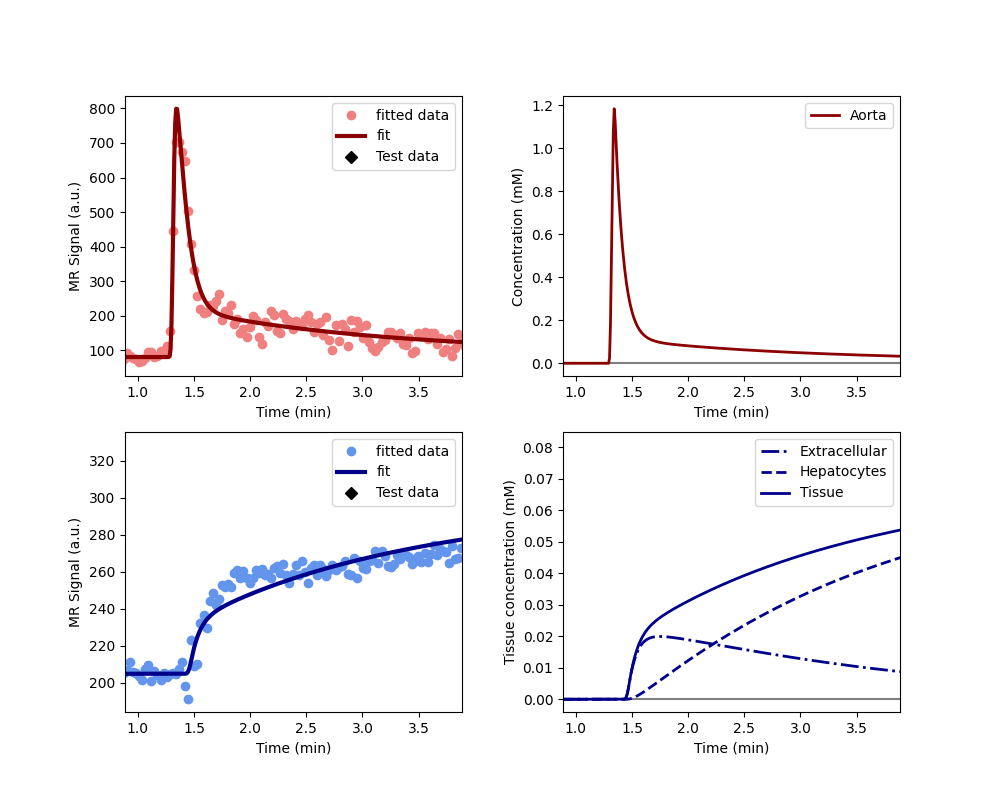 800
700
600
500
400
300
200
100
MR Signal (a.u.)
fitted data
fit
Test data
1.0 1.5 2.0 2.5 3.0 3.5
Time (min)
1.2
1.0
0.8
0.6
0.4
0.2
0.0
Concentration (mM)
Aorta
1.0 1.5 2.0 2.5 3.0 3.5
Time (min)
320
300
280
260
240
220
200
MR Signal (a.u.)
fitted data
fit
Test data
1.0 1.5 2.0 2.5 3.0 3.5
Time (min)
0.08
0.07
0.06
0.05
0.04
0.03
0.02
0.01
0.00
Tissue concentration (mM)
Extracellular
Hepatocytes
Tissue
1.0 1.5 2.0 2.5 3.0 3.5
Time (min)